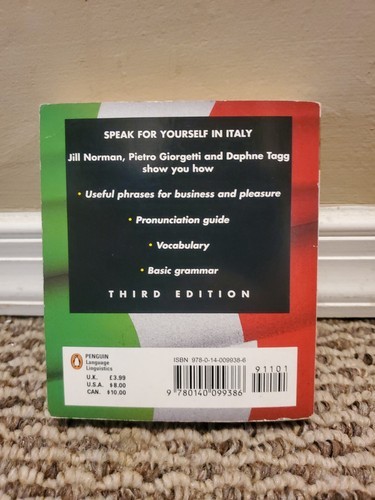 SPEAK FOR YOURSELF IN ITALY
Jill Norman, Pietro Giorgetti and Daphne Tagg
show you how
• Useful phrases for business and pleasure
• Pronunciation guide
• Vocabulary
• Basic grammar
THIRD EDITION
PENGUIN
Language
Linguistics
U.K. £3.99
U.S.A. $8.00
CAN. $10.00
ISBN 978-0-14-009938-6
91101
9 780140 099386